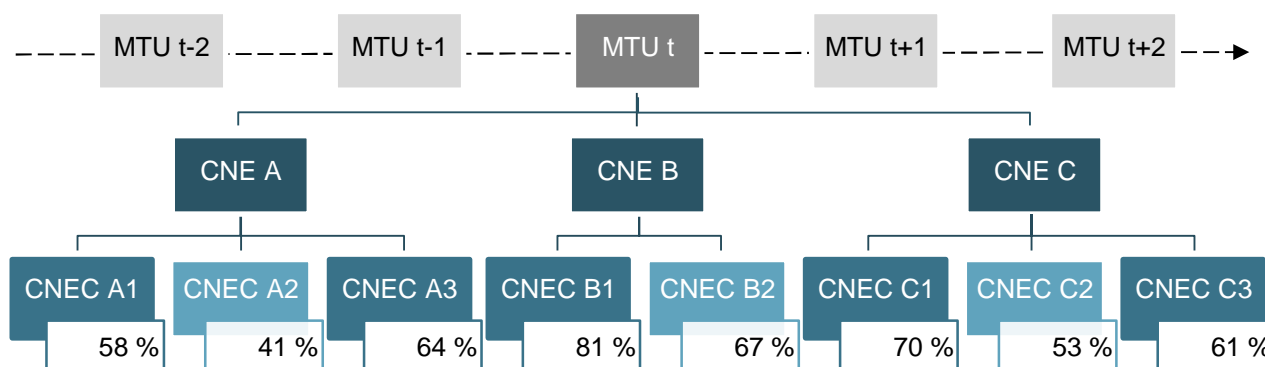 MTU t-2 MTU t-1 MTU t MTU t+1 MTU t+2
CNE A CNE B CNE C
CNEC A1 CNEC A2 CNEC A3 CNEC B1 CNEC B2 CNEC C1 CNEC C2 CNEC C3
58 % 41 % 64 % 81 % 67 % 70 % 53 % 61 %